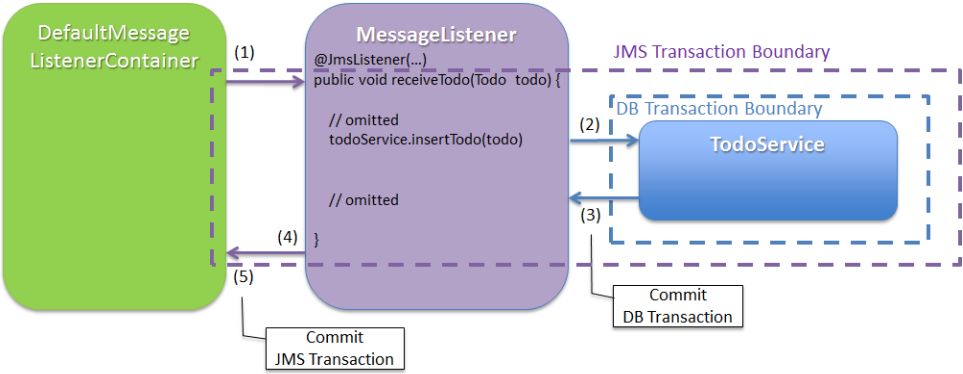 DefaultMessage
ListenerContainer
(1)
MessageListener
@JmsListener(...)
public void receiveTodo(Todo todo) {
// omitted
todoService.insertTodo(todo)
// omitted
}
JMS Transaction Boundary
DB Transaction Boundary
(2)
TodoService
(3)
(4)
(5)
Commit
DB Transaction
Commit
JMS Transaction